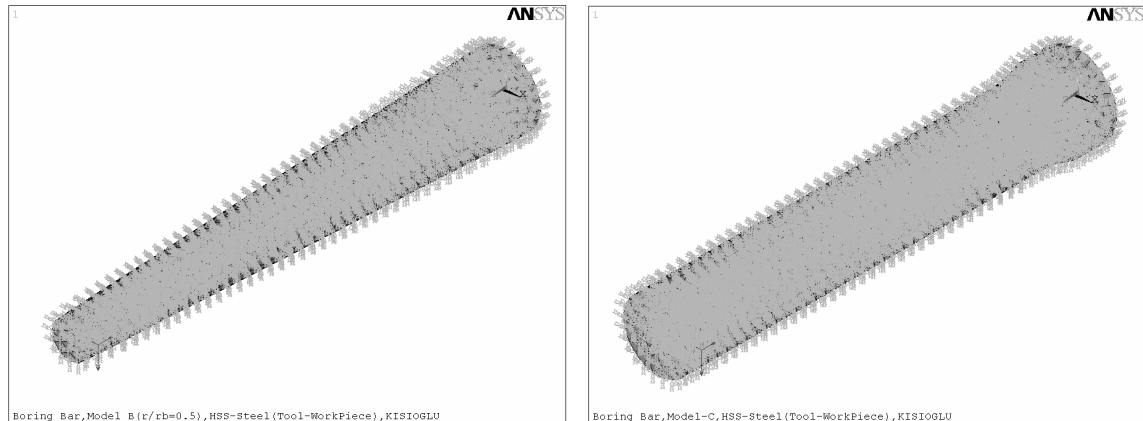 1
ANSYS
Boring Bar,Model B(r/rb=0.5),HSS-Steel(Tool-WorkPiece),KISIOGLU
1
ANSYS
Boring Bar,Model-C,HSS-Steel(Tool-WorkPiece),KISIOGLU